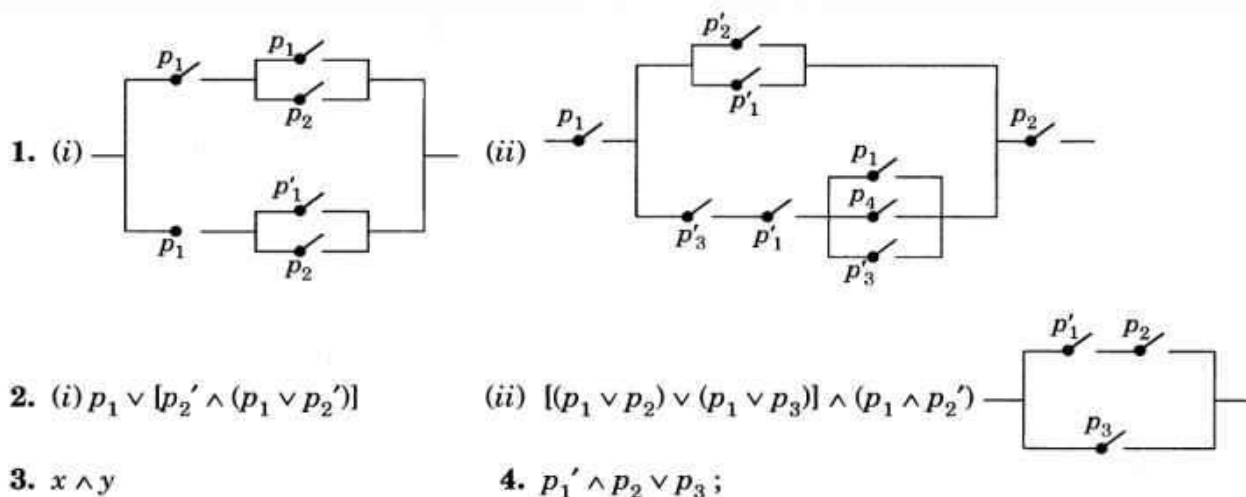 p₁ p₁ p₂
p′₁ p₁ p₂
p′₂ p′₁
p₁ p₂
p₁ p₄ p′₃
p′₃ p′₁
1. (i) (ii)
2. (i) p₁ ∨ [p₂′ ∧ (p₁ ∨ p₂′)] (ii) [(p₁ ∨ p₂) ∨ (p₁ ∨ p₃)] ∧ (p₁ ∧ p₂′)
p′₁ p₂
p₃
3. x ∧ y 4. p₁′ ∧ p₂ ∨ p₃ ;